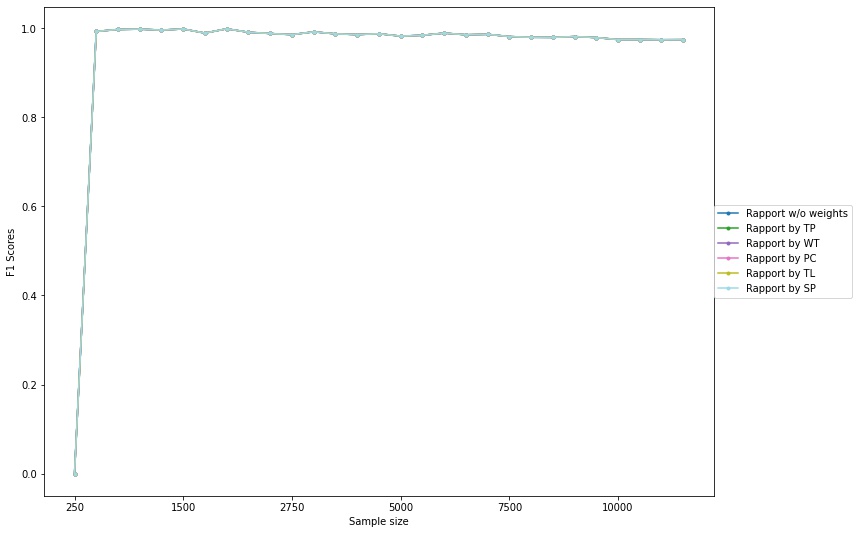 1.0
0.8
0.6
0.4
0.2
0.0
F1 Scores
250 1500 2750 5000 7500 10000
Sample size
Rapport w/o weights
Rapport by TP
Rapport by WT
Rapport by PC
Rapport by TL
Rapport by SP